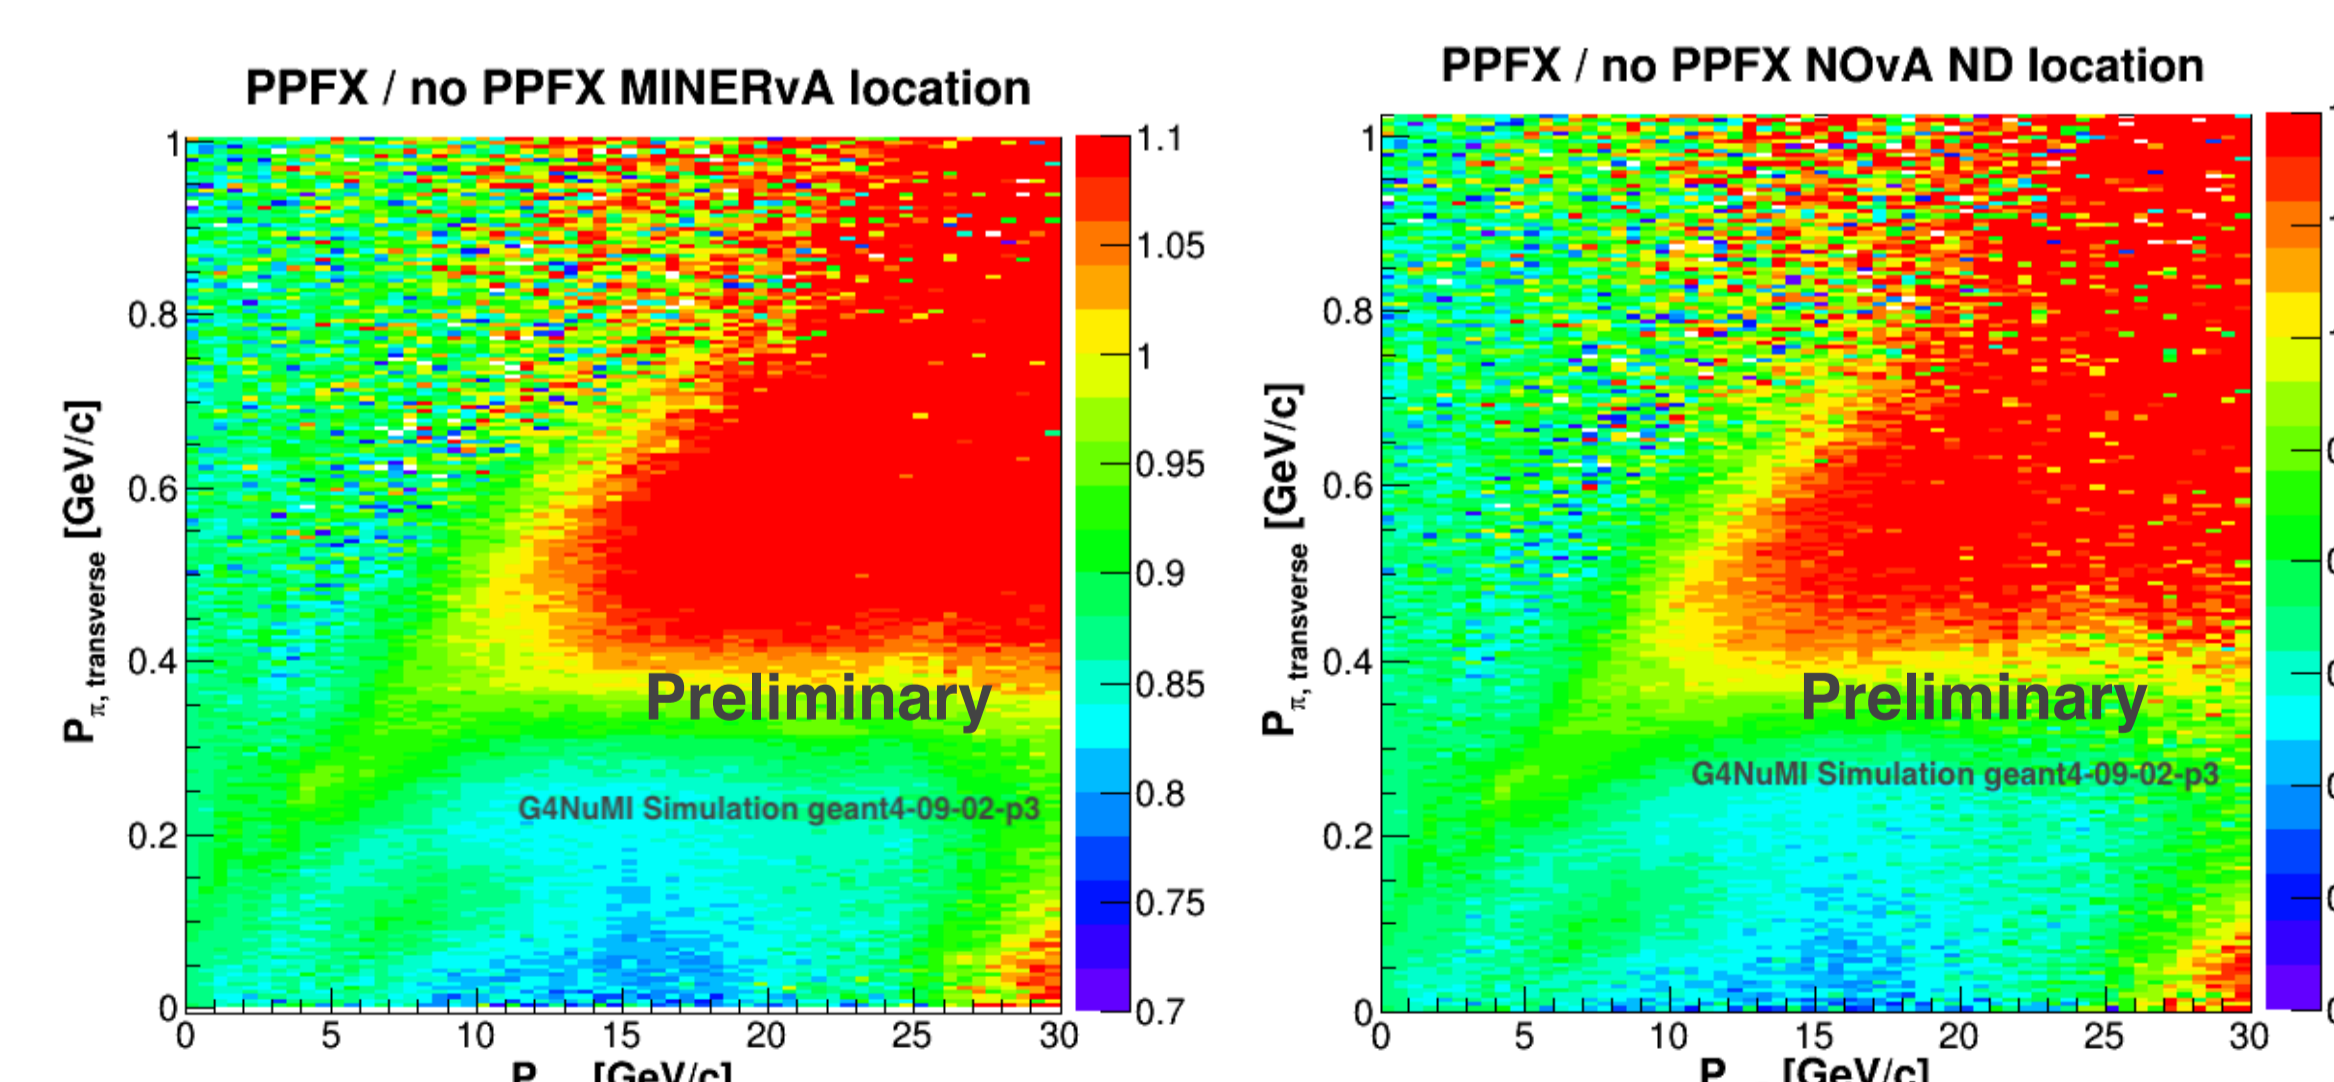 PPFX / no PPFX MINERvA location
1
0.8
0.6
0.4
0.2
0
P π, transverse [GeV/c]
0 5 10 15 20 25 30
P [GeV/c]
Preliminary
G4NuMI Simulation geant4-09-02-p3
1.1
1.05
1
0.95
0.9
0.85
0.8
0.75
0.7
PPFX / no PPFX NOvA ND location
1
0.8
0.6
0.4
0.2
0
P π, transverse [GeV/c]
0 5 10 15 20 25 30
P [GeV/c]
Preliminary
G4NuMI Simulation geant4-09-02-p3